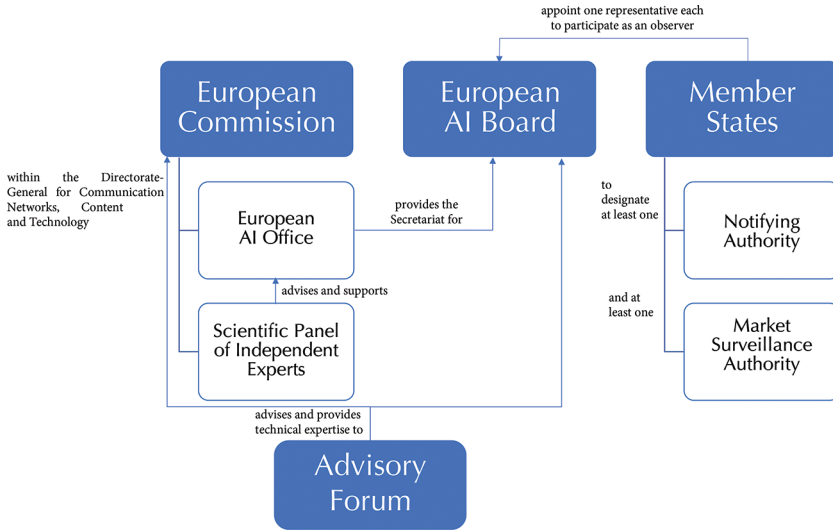 appoint one representative each
to participate as an observer
European
Commission
European
AI Board
Member
States
within the Directorate-
General for Communication
Networks, Content
and Technology
European
AI Office
provides the
Secretariat for
to
designate
at least one
Notifying
Authority
advises and supports
Scientific Panel
of Independent
Experts
and at
least one
Market
Surveillance
Authority
advises and provides
technical expertise to
Advisory
Forum